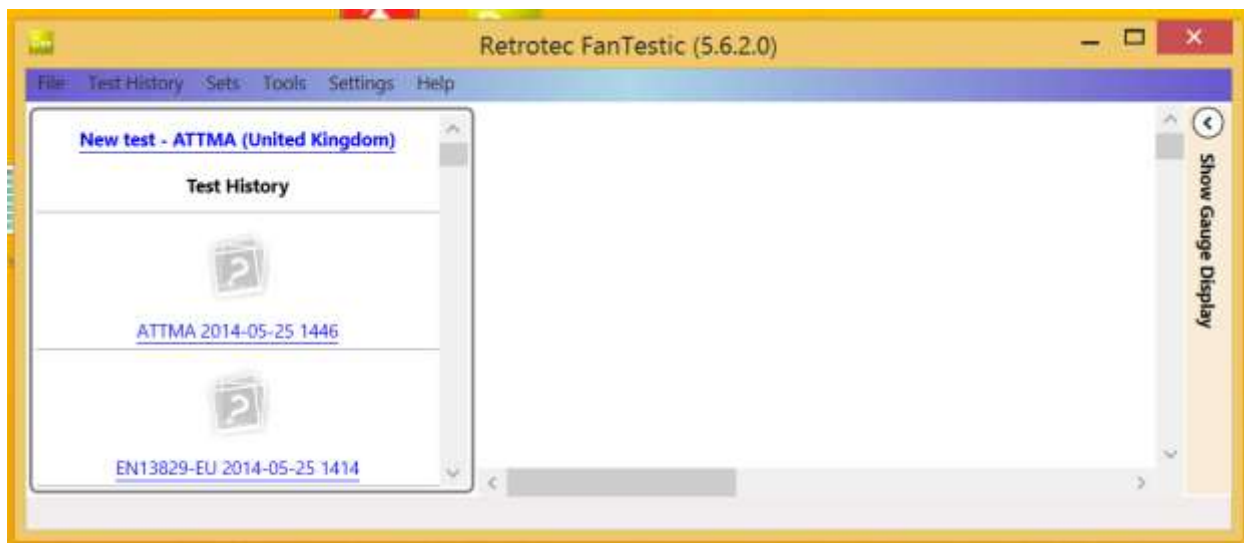 Retrotec FanTestic (5.6.2.0)
File Test History Sets Tools Settings Help
New test - ATTMA (United Kingdom)
Test History
ATTMA 2014-05-25 1446
EN13829-EU 2014-05-25 1414
Show Gauge Display